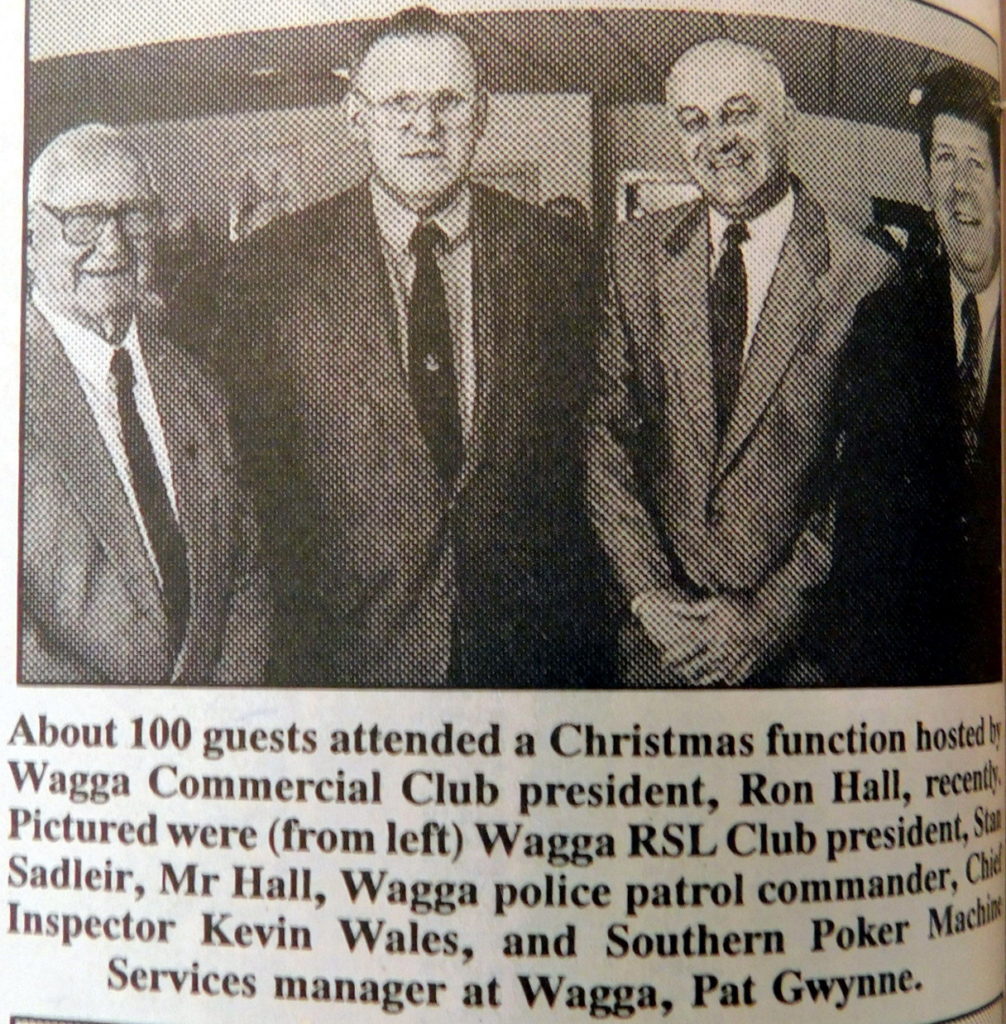 About 100 guests attended a Christmas function hosted by
Wagga Commercial Club president, Ron Hall, recently.
Pictured were (from left) Wagga RSL Club president, Stan
Sadleir, Mr Hall, Wagga police patrol commander, Chief
Inspector Kevin Wales, and Southern Poker Machine
Services manager at Wagga, Pat Gwynne.